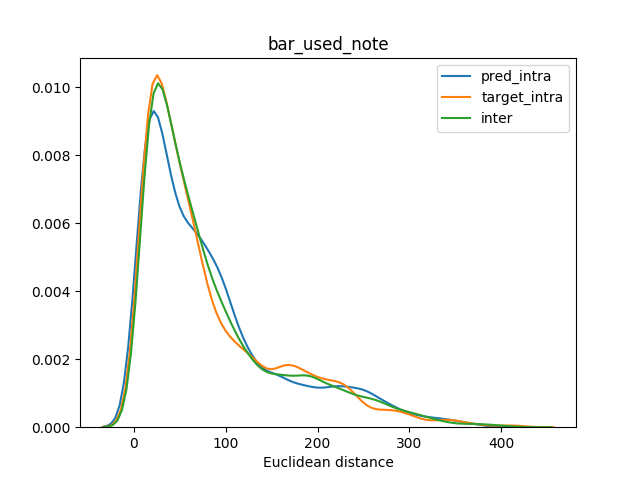 bar_used_note
pred_intra
target_intra
inter
0.010
0.008
0.006
0.004
0.002
0.000
0 100 200 300 400
Euclidean distance